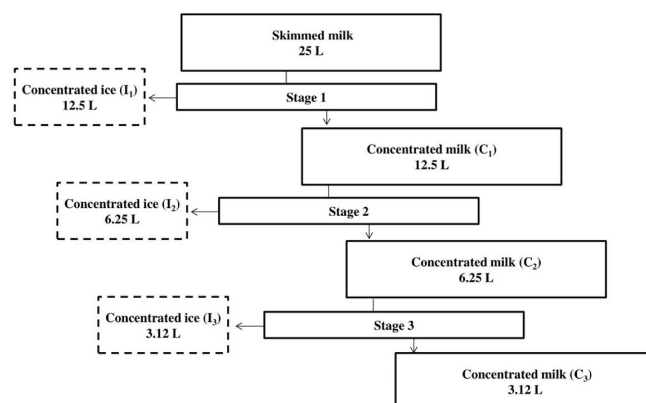 Skimmed milk
25 L
Concentrated ice (I₁)
12.5 L
Stage 1
Concentrated milk (C₁)
12.5 L
Concentrated ice (I₂)
6.25 L
Stage 2
Concentrated milk (C₂)
6.25 L
Concentrated ice (I₃)
3.12 L
Stage 3
Concentrated milk (C₃)
3.12 L